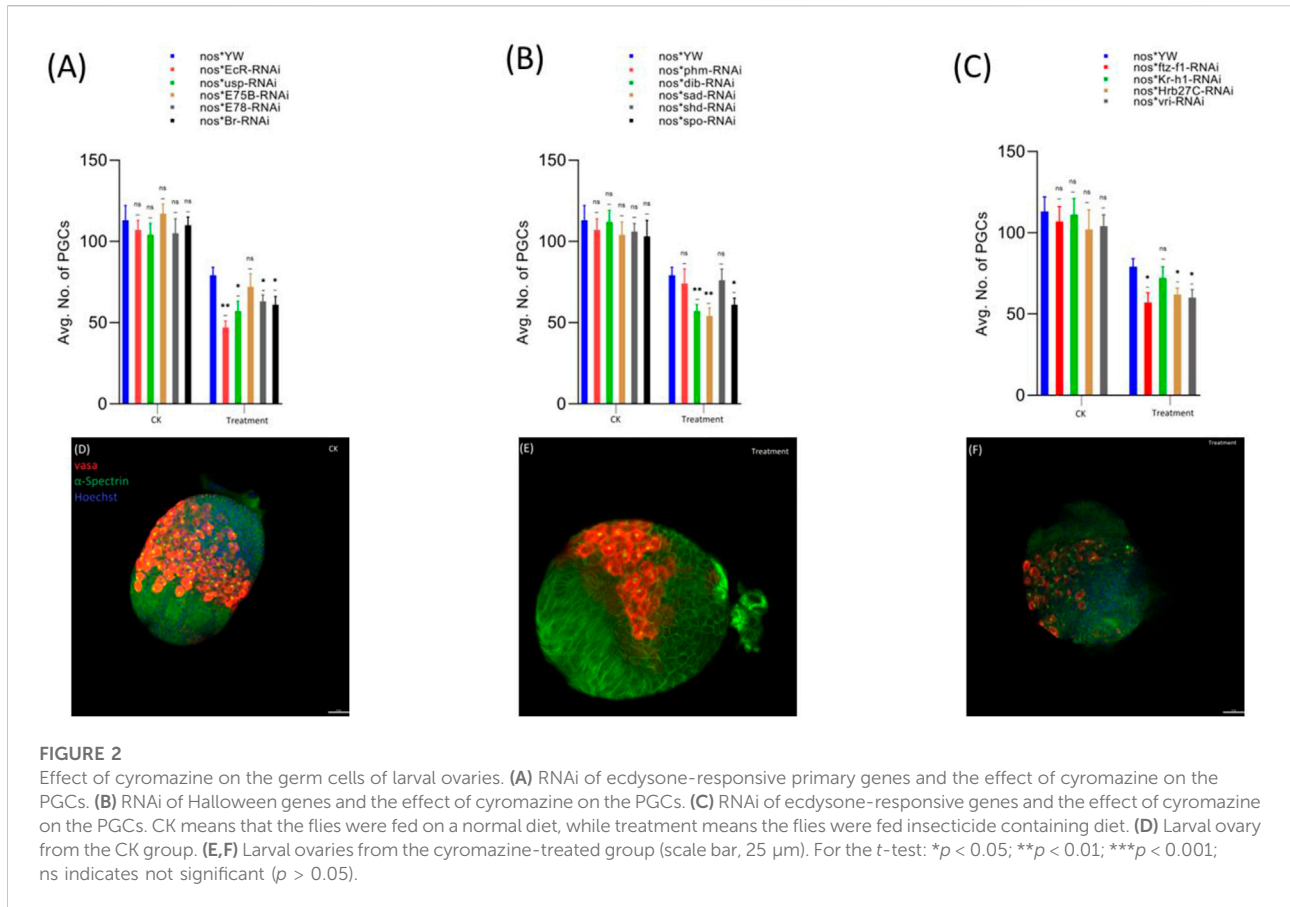 (A)
nos*YW
nos*EcR-RNAi
nos*usp-RNAi
nos*E75B-RNAi
nos*E78-RNAi
nos*Br-RNAi
150
100
50
0
Avg. No. of PGCs
ns
ns
ns
ns
ns
**
*
ns
*
*
CK
Treatment
(B)
nos*YW
nos*phm-RNAi
nos*dib-RNAi
nos*sad-RNAi
nos*shd-RNAi
nos*spo-RNAi
150
100
50
0
Avg. No. of PGCs
ns
ns
ns
ns
ns
ns
**
**
ns
*
CK
Treatment
(C)
nos*YW
nos*ftz-f1-RNAi
nos*Kr-h1-RNAi
nos*Hrb27C-RNAi
nos*vri-RNAi
150
100
50
0
Avg. No. of PGCs
ns
ns
ns
ns
*
ns
*
*
CK
Treatment
(D)
CK
vasa
α-Spectrin
Hoechst
(E)
Treatment
(F)
Treatment
FIGURE 2
Effect of cyromazine on the germ cells of larval ovaries. (A) RNAi of ecdysone-responsive primary genes and the effect of cyromazine on the
PGCs. (B) RNAi of Halloween genes and the effect of cyromazine on the PGCs. (C) RNAi of ecdysone-responsive genes and the effect of cyromazine
on the PGCs. CK means that the flies were fed on a normal diet, while treatment means the flies were fed insecticide containing diet. (D) Larval ovary
from the CK group. (E,F) Larval ovaries from the cyromazine-treated group (scale bar, 25 μm). For the t-test: *p < 0.05; **p < 0.01; ***p < 0.001;
ns indicates not significant (p > 0.05).